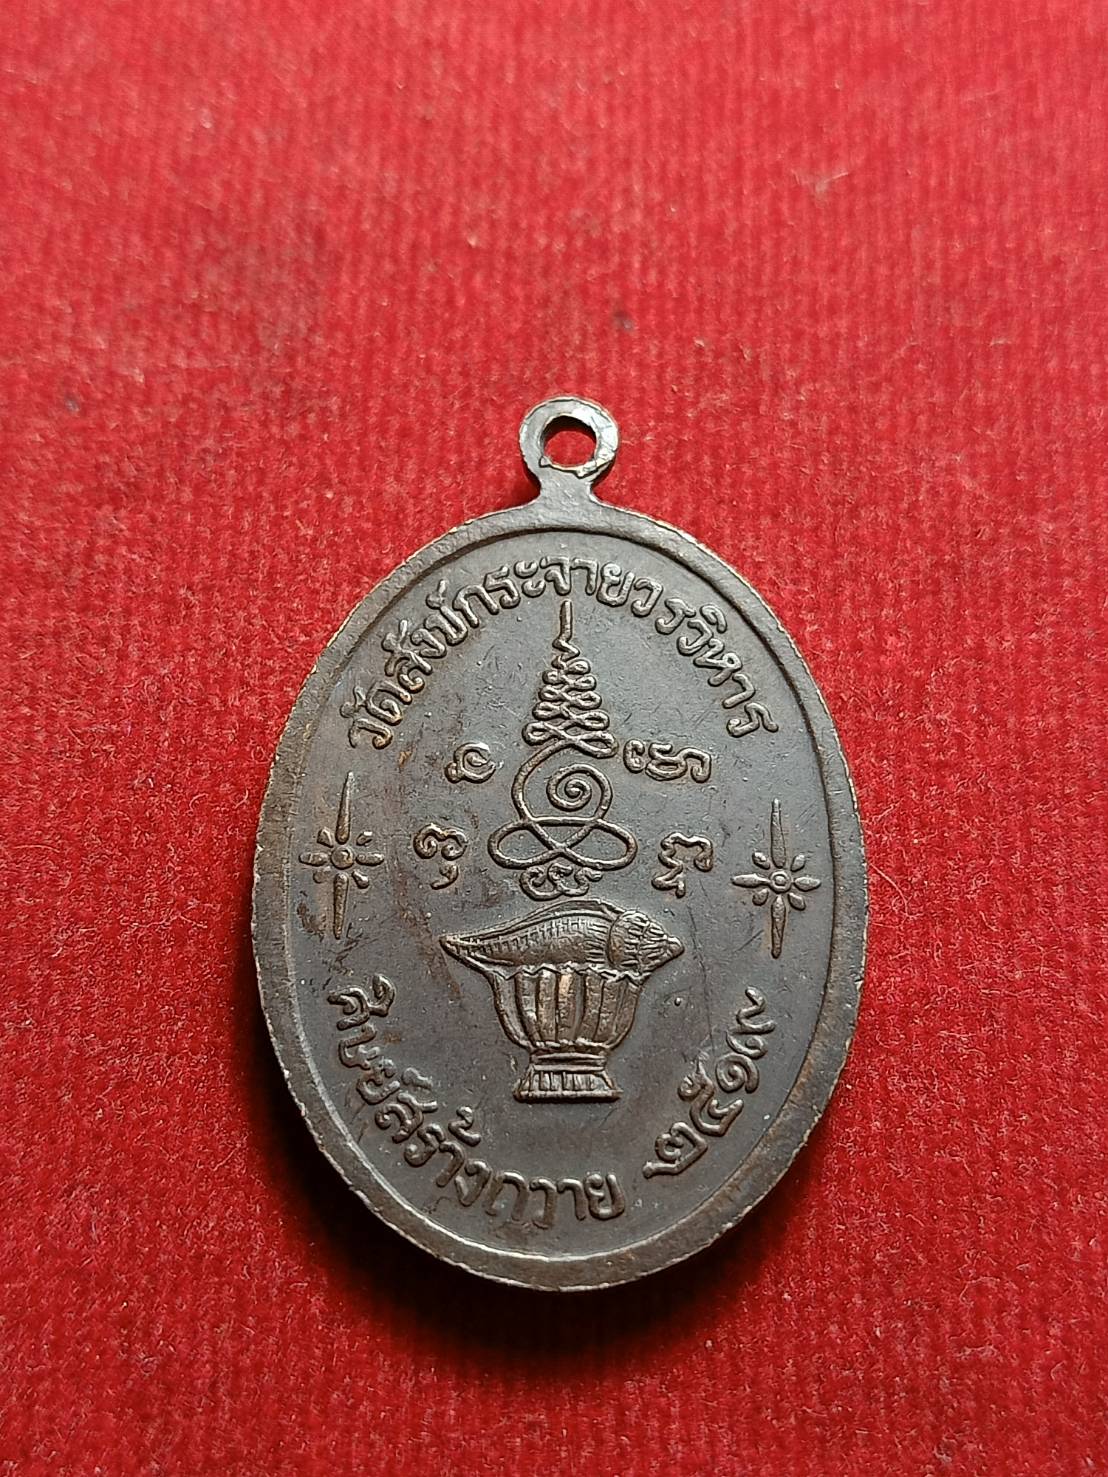 วัดสังข์กระจายวรวิหาร
ศิษย์สร้างถวาย ๒๕๑๙